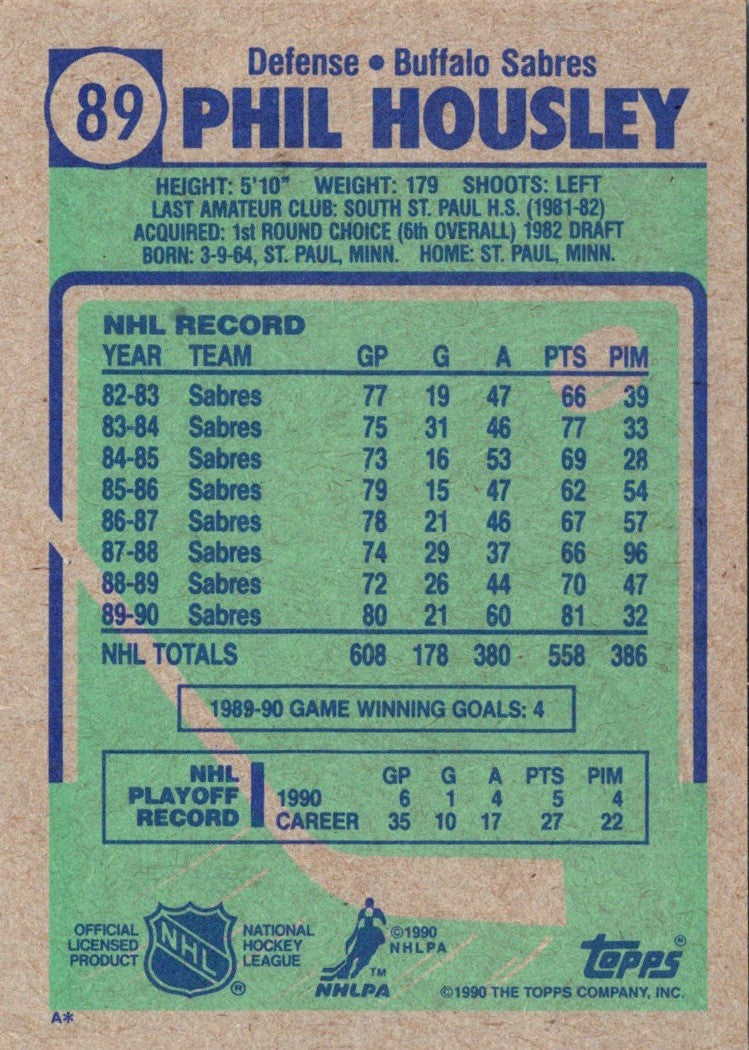 89
Defense • Buffalo Sabres
PHIL HOUSLEY
HEIGHT: 5'10" WEIGHT: 179 SHOOTS: LEFT
LAST AMATEUR CLUB: SOUTH ST. PAUL H.S. (1981-82)
ACQUIRED: 1st ROUND CHOICE (6th OVERALL) 1982 DRAFT
BORN: 3-9-64, ST. PAUL, MINN. HOME: ST. PAUL, MINN.
NHL RECORD
YEAR TEAM GP G A PTS PIM
82-83 Sabres 77 19 47 66 39
83-84 Sabres 75 31 46 77 33
84-85 Sabres 73 16 53 69 28
85-86 Sabres 79 15 47 62 54
86-87 Sabres 78 21 46 67 57
87-88 Sabres 74 29 37 66 96
88-89 Sabres 72 26 44 70 47
89-90 Sabres 80 21 60 81 32
NHL TOTALS 608 178 380 558 386
1989-90 GAME WINNING GOALS: 4
NHL
PLAYOFF
RECORD
GP G A PTS PIM
1990 6 1 4 5 4
CAREER 35 10 17 27 22
OFFICIAL
LICENSED
PRODUCT
NHL
®
NATIONAL
HOCKEY
LEAGUE
™
NHLPA
©1990
NHLPA
topps®
©1990 THE TOPPS COMPANY, INC.
A*